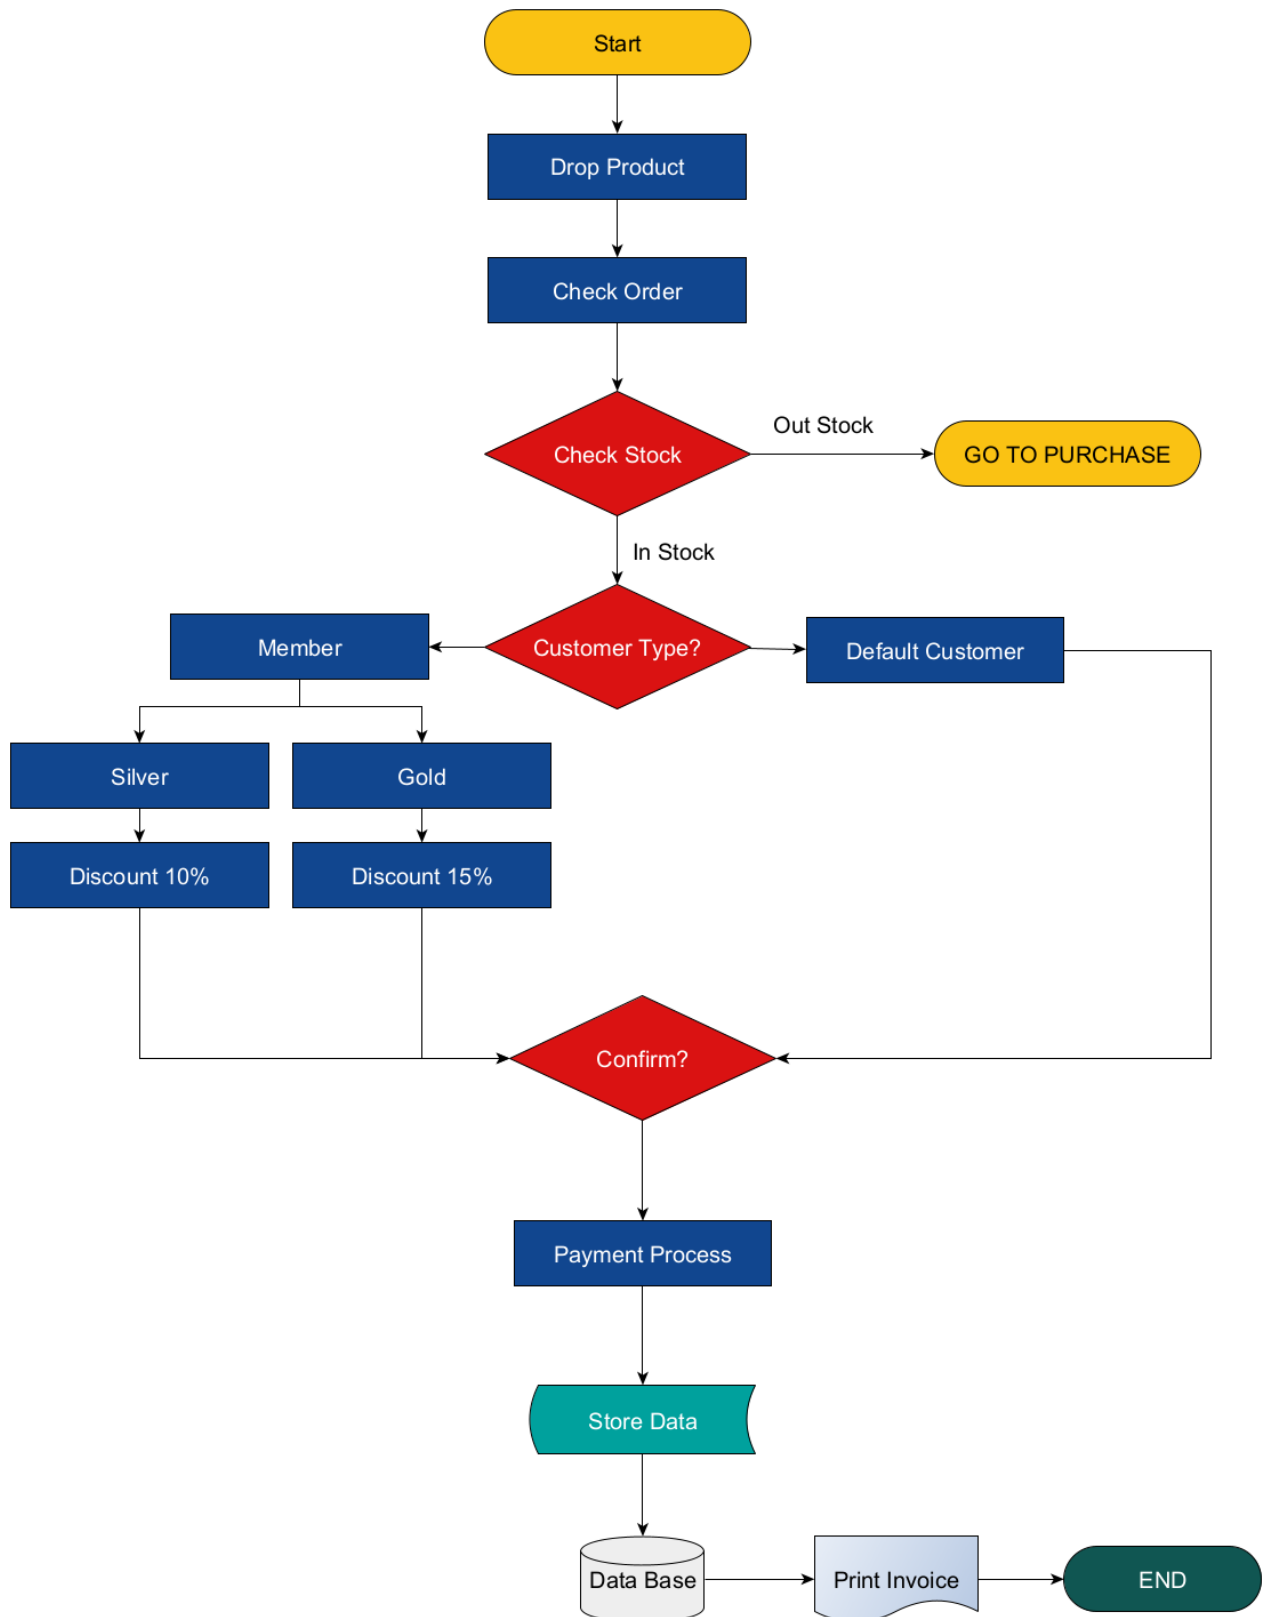 Start
Drop Product
Check Order
Out Stock
Check Stock
GO TO PURCHASE
In Stock
Member
Customer Type?
Default Customer
Silver
Gold
Discount 10%
Discount 15%
Confirm?
Payment Process
Store Data
Data Base
Print Invoice
END